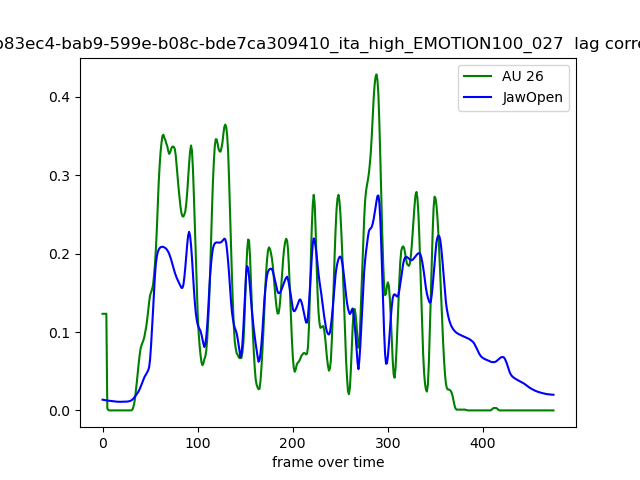 b83ec4-bab9-599e-b08c-bde7ca309410_ita_high_EMOTION100_027 lag corre
AU 26
JawOpen
0.4
0.3
0.2
0.1
0.0
0 100 200 300 400
frame over time